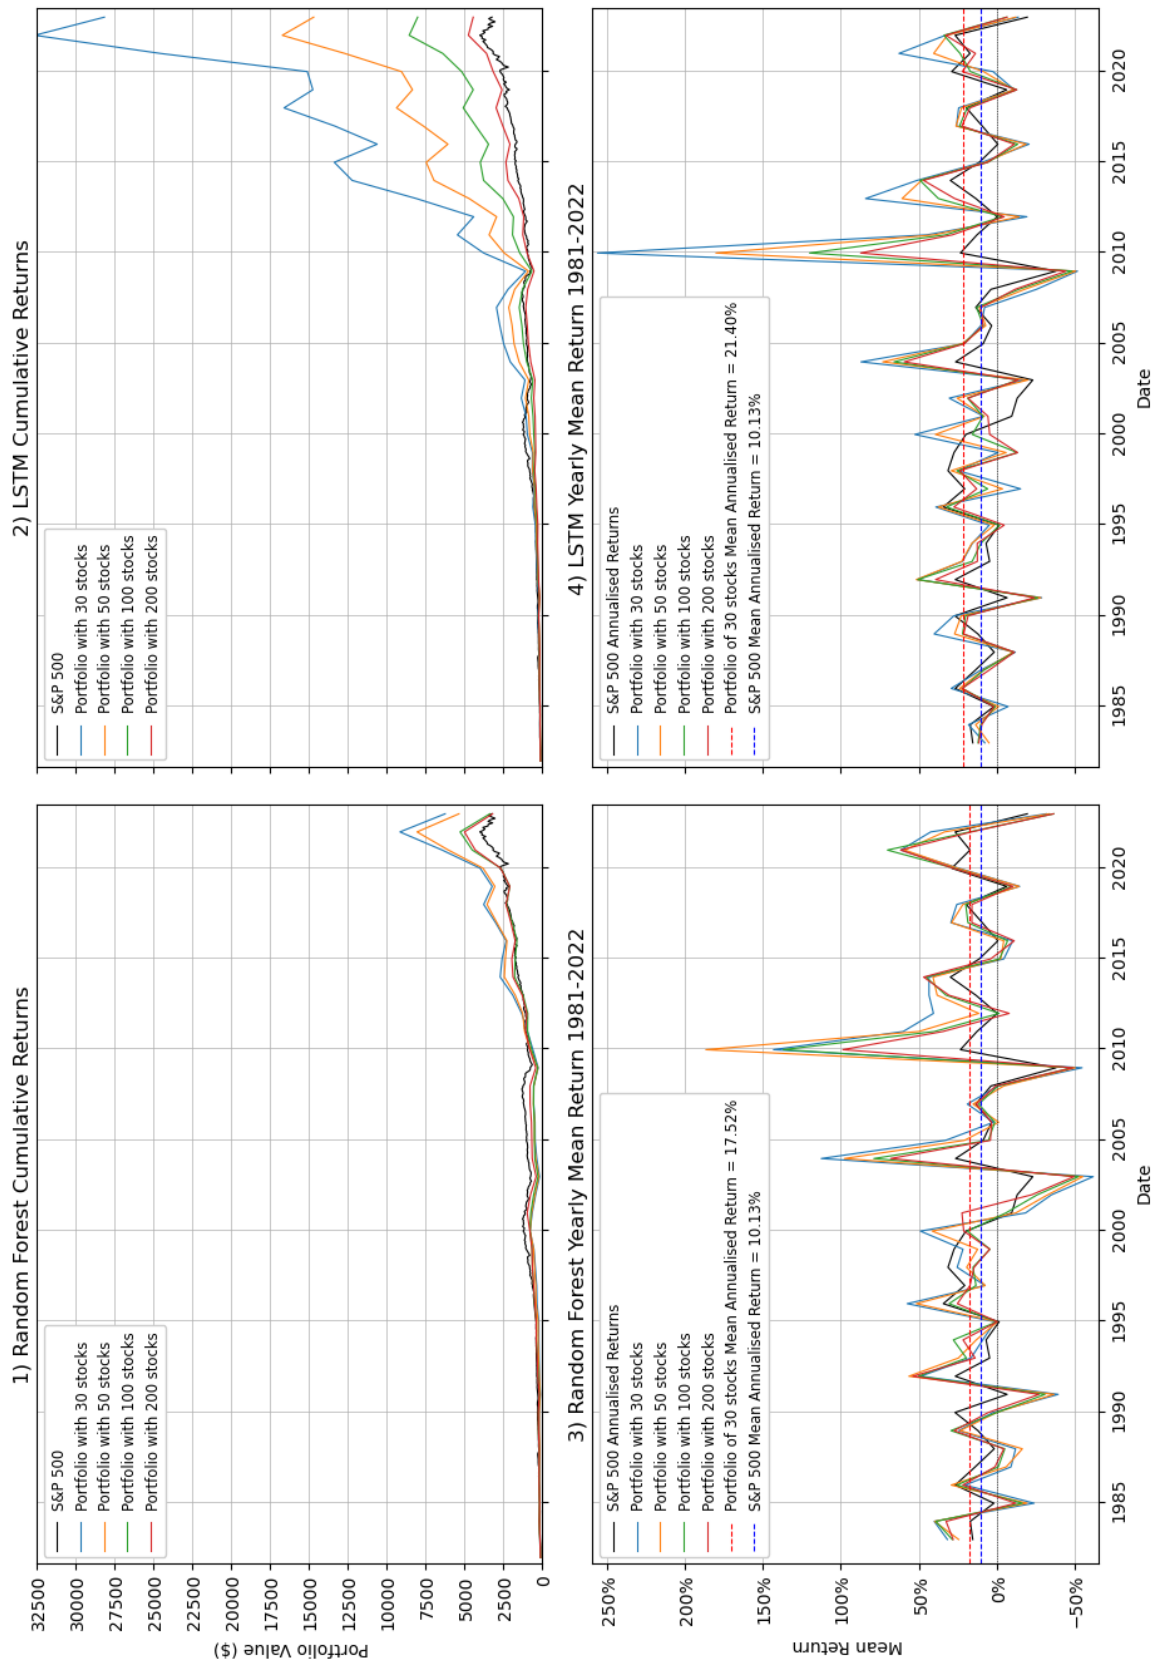 1) Random Forest Cumulative Returns
S&P 500
Portfolio with 30 stocks
Portfolio with 50 stocks
Portfolio with 100 stocks
Portfolio with 200 stocks
Portfolio Value ($)
32500
30000
27500
25000
22500
20000
17500
15000
12500
10000
7500
5000
2500
0
2) LSTM Cumulative Returns
S&P 500
Portfolio with 30 stocks
Portfolio with 50 stocks
Portfolio with 100 stocks
Portfolio with 200 stocks
3) Random Forest Yearly Mean Return 1981-2022
S&P 500 Annualised Returns
Portfolio with 30 stocks
Portfolio with 50 stocks
Portfolio with 100 stocks
Portfolio with 200 stocks
Portfolio of 30 stocks Mean Annualised Return = 17.52%
S&P 500 Mean Annualised Return = 10.13%
Mean Return
250%
200%
150%
100%
50%
0%
−50%
1985
1990
1995
2000
2005
2010
2015
2020
Date
4) LSTM Yearly Mean Return 1981-2022
S&P 500 Annualised Returns
Portfolio with 30 stocks
Portfolio with 50 stocks
Portfolio with 100 stocks
Portfolio with 200 stocks
Portfolio of 30 stocks Mean Annualised Return = 21.40%
S&P 500 Mean Annualised Return = 10.13%
1985
1990
1995
2000
2005
2010
2015
2020
Date